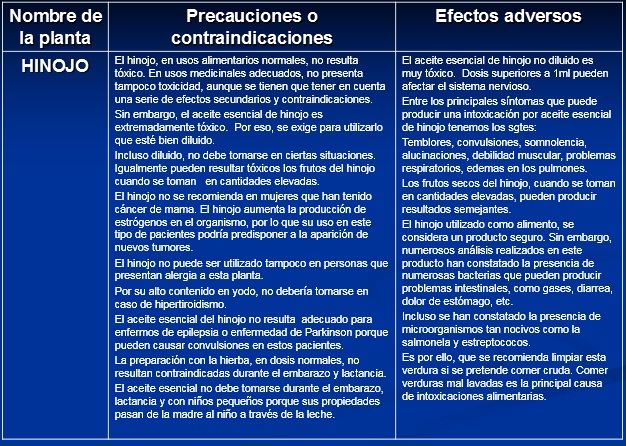 Nombre de
la planta
Precauciones o
contraindicaciones
Efectos adversos
HINOJO
El hinojo, en usos alimentarios normales, no resulta
tóxico. En usos medicinales adecuados, no presenta
tampoco toxicidad, aunque se tienen que tener en cuenta
una serie de efectos secundarios y contraindicaciones.
Sin embargo, el aceite esencial de hinojo es
extremadamente tóxico. Por eso, se exige para utilizarlo
que esté bien diluido.
Incluso diluido, no debe tomarse en ciertas situaciones.
Igualmente pueden resultar tóxicos los frutos del hinojo
cuando se toman en cantidades elevadas.
El hinojo no se recomienda en mujeres que han tenido
cáncer de mama. El hinojo aumenta la producción de
estrógenos en el organismo, por lo que su uso en este
tipo de pacientes podría predisponer a la aparición de
nuevos tumores.
El hinojo no puede ser utilizado tampoco en personas que
presentan alergia a esta planta.
Por su alto contenido en yodo, no debería tomarse en
caso de hipertiroidismo.
El aceite esencial del hinojo no resulta adecuado para
enfermos de epilepsia o enfermedad de Parkinson porque
pueden causar convulsiones en estos pacientes.
La preparación con la hierba, en dosis normales, no
resultan contraindicadas durante el embarazo y lactancia.
El aceite esencial no debe tomarse durante el embarazo,
lactancia y con niños pequeños porque sus propiedades
pasan de la madre al niño a través de la leche.
El aceite esencial de hinojo no diluido es
muy tóxico. Dosis superiores a 1ml pueden
afectar el sistema nervioso.
Entre los principales síntomas que puede
producir una intoxicación por aceite esencial
de hinojo tenemos los sgtes:
Temblores, convulsiones, somnolencia,
alucinaciones, debilidad muscular, problemas
respiratorios, edemas en los pulmones.
Los frutos secos del hinojo, cuando se toman
en cantidades elevadas, pueden producir
resultados semejantes.
El hinojo utilizado como alimento, se
considera un producto seguro. Sin embargo,
numerosos análisis realizados en este
producto han constatado la presencia de
numerosas bacterias que pueden producir
problemas intestinales, como gases, diarrea,
dolor de estómago, etc.
Incluso se han constatado la presencia de
microorganismos tan nocivos como la
salmonela y estreptococos.
Es por ello, que se recomienda limpiar esta
verdura si se pretende comer cruda. Comer
verduras mal lavadas es la principal causa
de intoxicaciones alimentarias.